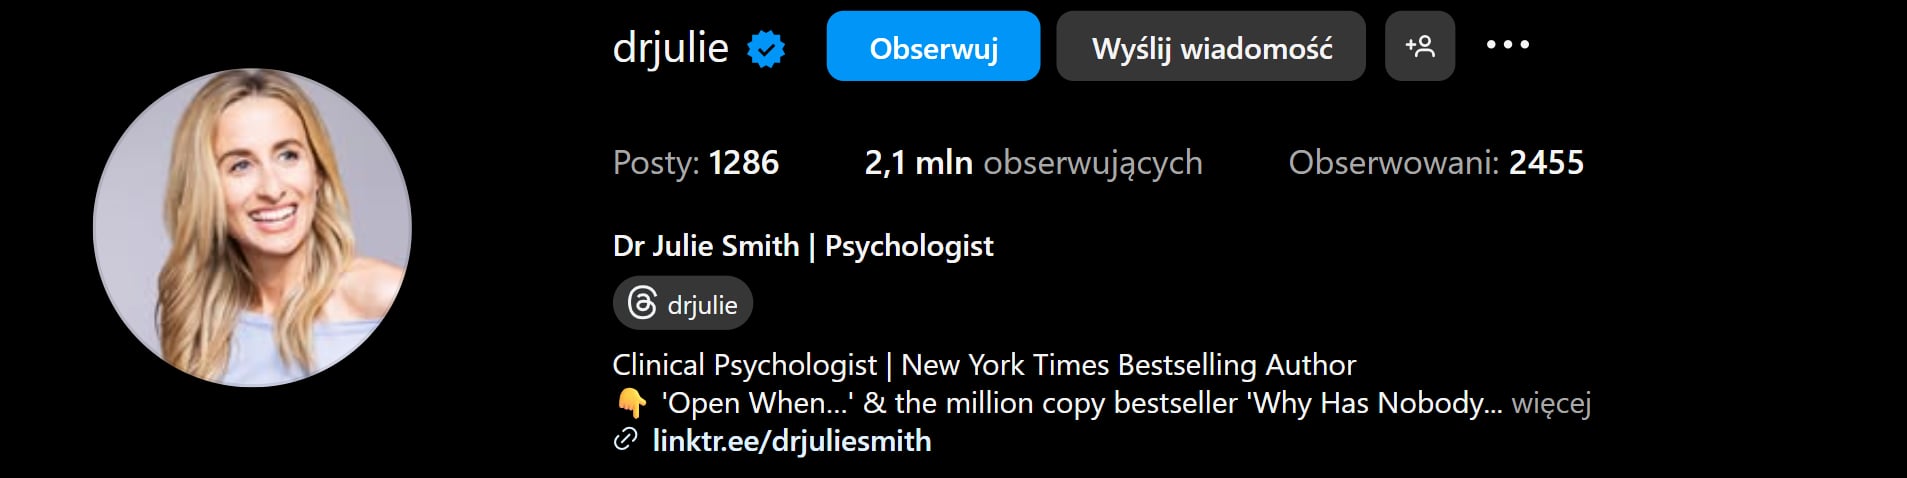 drjulie Obserwuj Wyślij wiadomość
Posty: 1286 2,1 mln obserwujących Obserwowani: 2455
Dr Julie Smith | Psychologist
drjulie
Clinical Psychologist | New York Times Bestselling Author
👇 'Open When...' & the million copy bestseller 'Why Has Nobody... więcej
linktr.ee/drjuliesmith